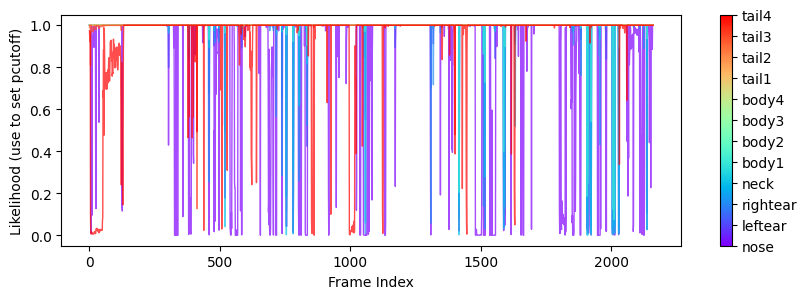 Likelihood (use to set pcutoff)
1.0
0.8
0.6
0.4
0.2
0.0
0
500
1000
1500
2000
Frame Index
tail4
tail3
tail2
tail1
body4
body3
body2
body1
neck
rightear
leftear
nose